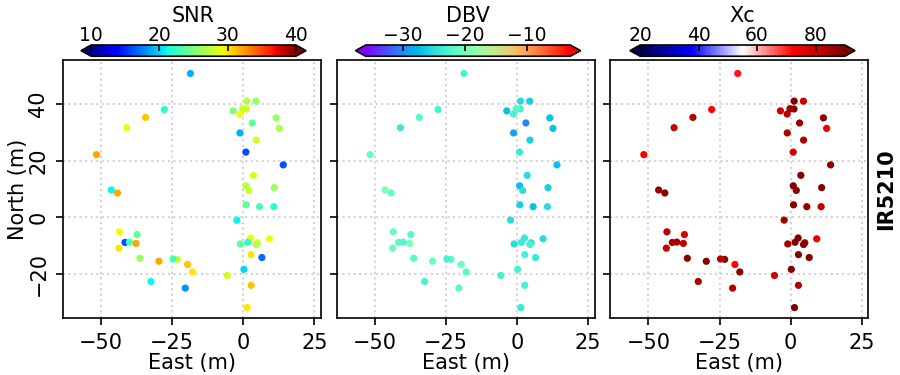 SNR DBV Xc
10 20 30 40 −30 −20 −10 20 40 60 80
40
20
0
−20
North (m)
IR5210
−50 −25 0 25 −50 −25 0 25 −50 −25 0 25
East (m) East (m) East (m)